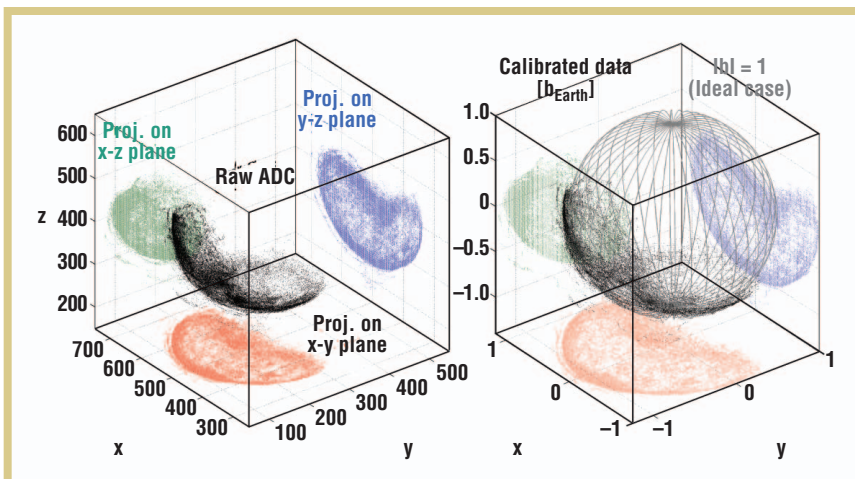 Proj. on
x-z plane
Proj. on
y-z plane
Raw ADC
Proj. on
x-y plane
z
600
500
400
300
200
700
600
500
400
300
x
100
200
300
400
500
y
Calibrated data
[bEarth]
IbI = 1
(Ideal case)
1.0
0.5
0
−0.5
−1.0
1
0
−1
x
−1
0
1
y